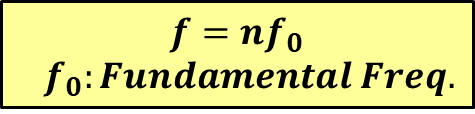 f = nf₀
f₀: Fundamental Freq.